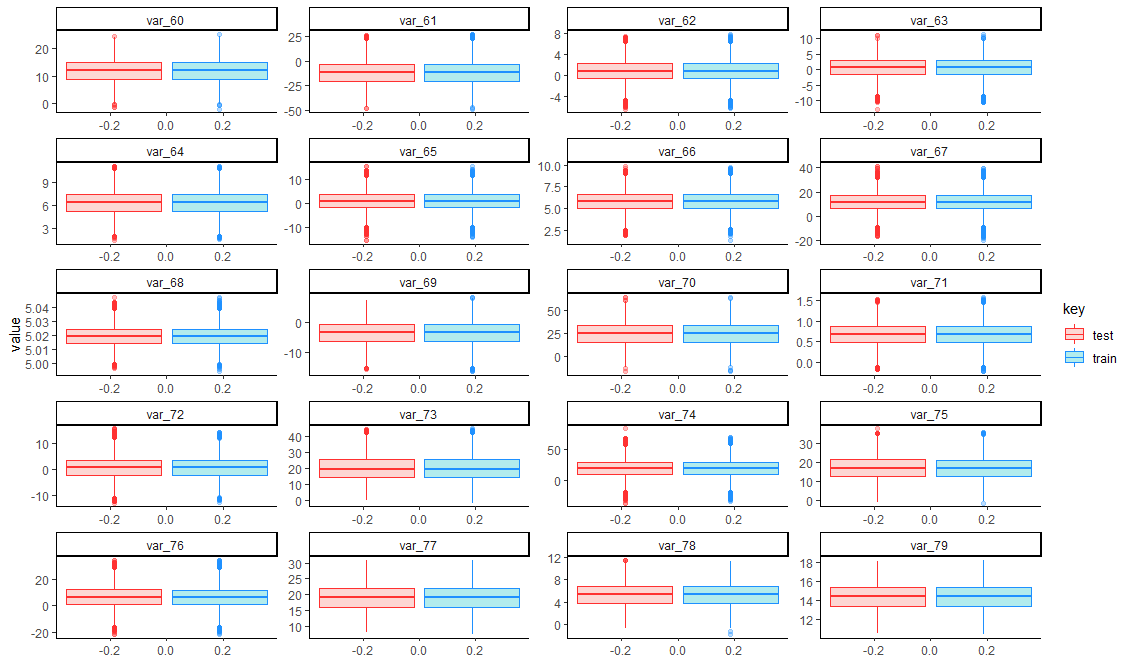 var_60 var_61 var_62 var_63
20 10 0 25 0 -25 -50 8 4 0 -4 10 5 0 -5 -10
-0.2 0.0 0.2 -0.2 0.0 0.2 -0.2 0.0 0.2 -0.2 0.0 0.2
var_64 var_65 var_66 var_67
9 6 3 10 0 -10 10.0 7.5 5.0 2.5 40 20 0 -20
-0.2 0.0 0.2 -0.2 0.0 0.2 -0.2 0.0 0.2 -0.2 0.0 0.2
var_68 var_69 var_70 var_71
5.04 5.03 5.02 5.01 5.00 0 -10 50 25 0 1.5 1.0 0.5 0.0
-0.2 0.0 0.2 -0.2 0.0 0.2 -0.2 0.0 0.2 -0.2 0.0 0.2
value
key
test
train
var_72 var_73 var_74 var_75
10 0 -10 40 30 20 10 0 50 0 30 20 10 0
-0.2 0.0 0.2 -0.2 0.0 0.2 -0.2 0.0 0.2 -0.2 0.0 0.2
var_76 var_77 var_78 var_79
20 0 -20 30 25 20 15 10 12 8 4 0 18 16 14 12
-0.2 0.0 0.2 -0.2 0.0 0.2 -0.2 0.0 0.2 -0.2 0.0 0.2